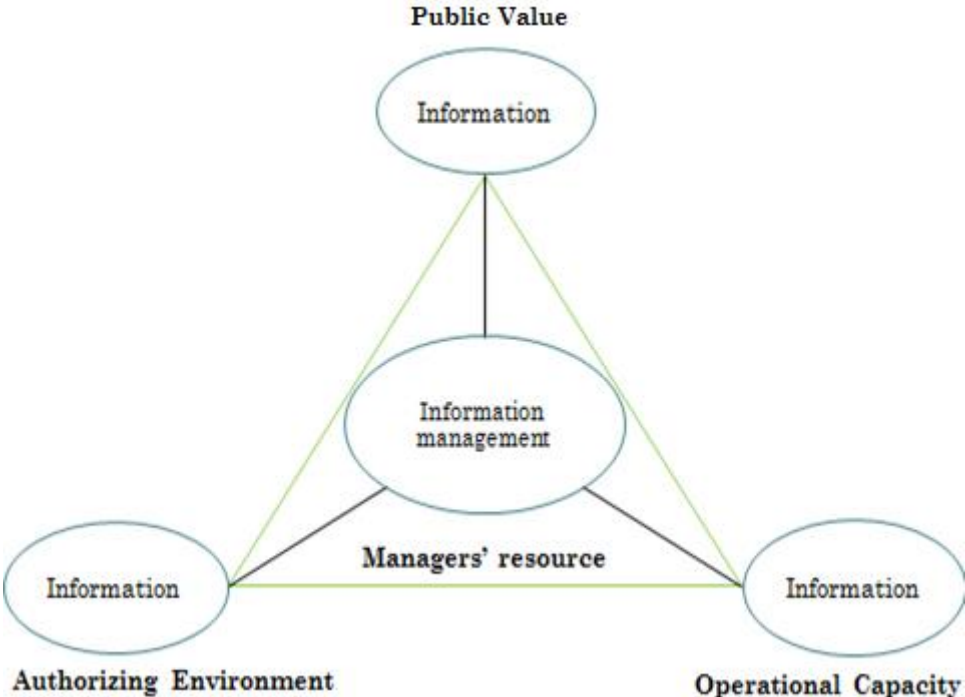 Public Value
Information
Information
management
Managers' resource
Information
Information
Authorizing Environment
Operational Capacity